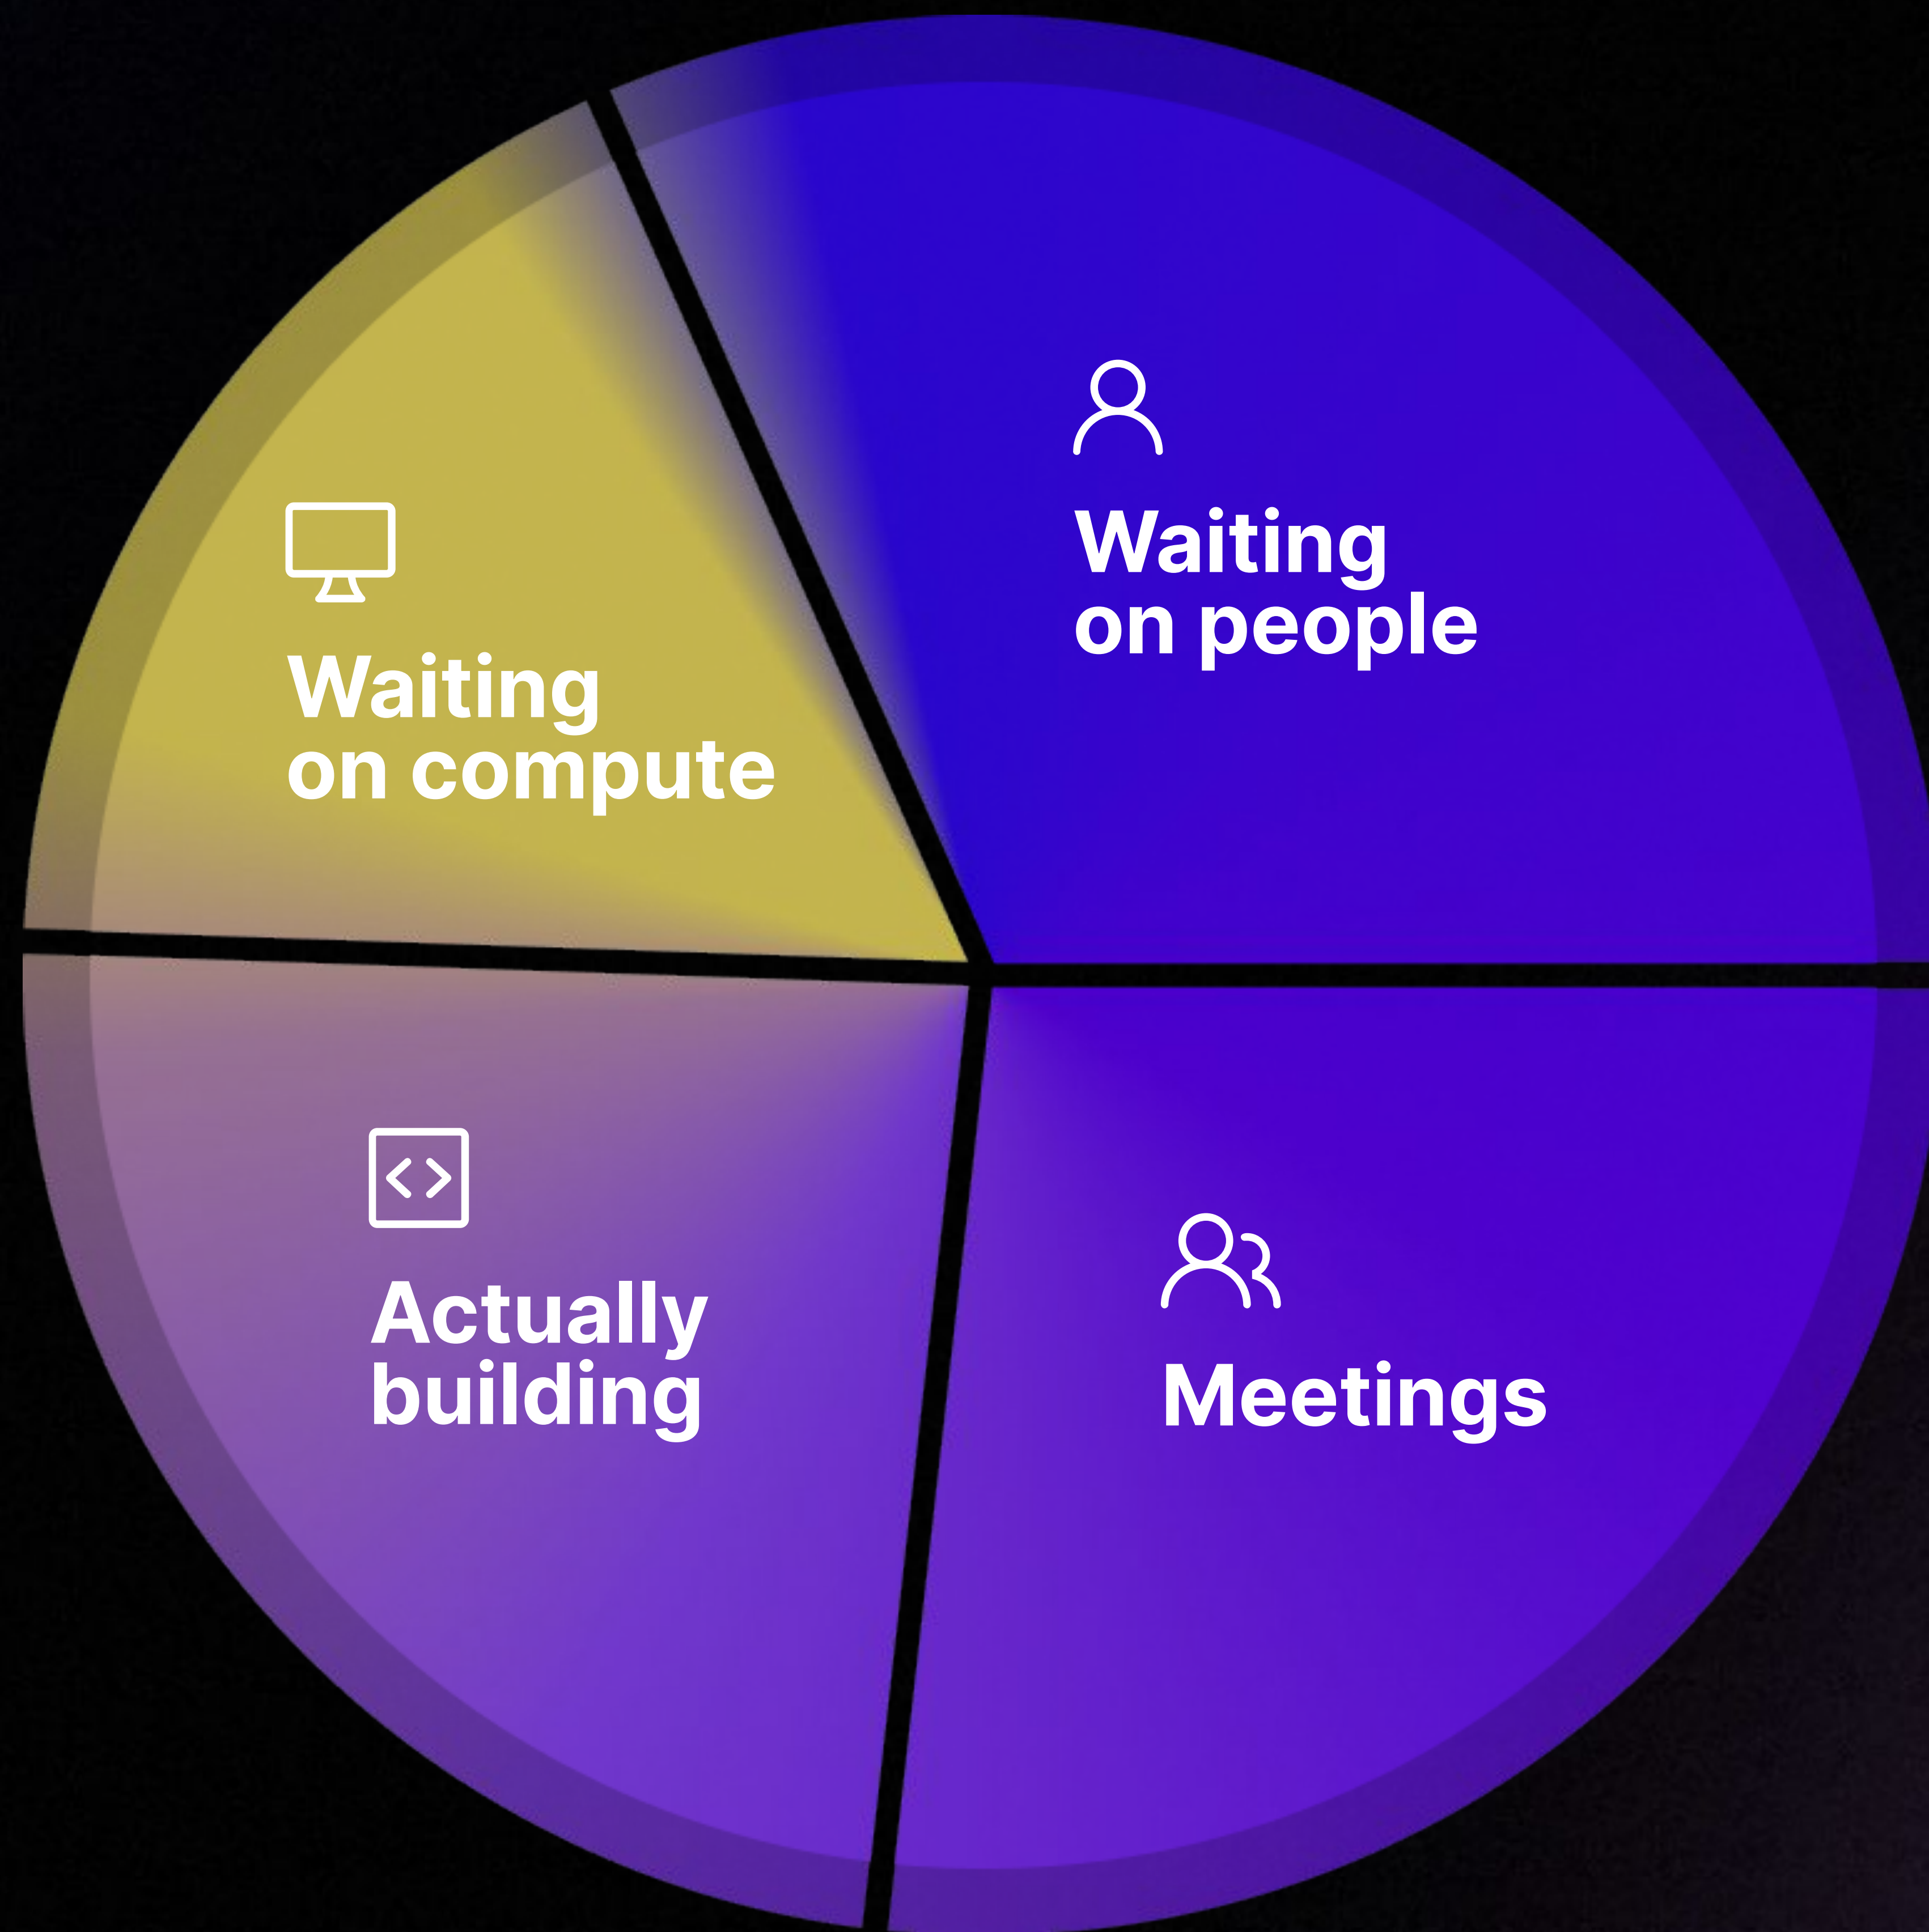 Waiting
on people
Waiting
on compute
Actually
building
Meetings